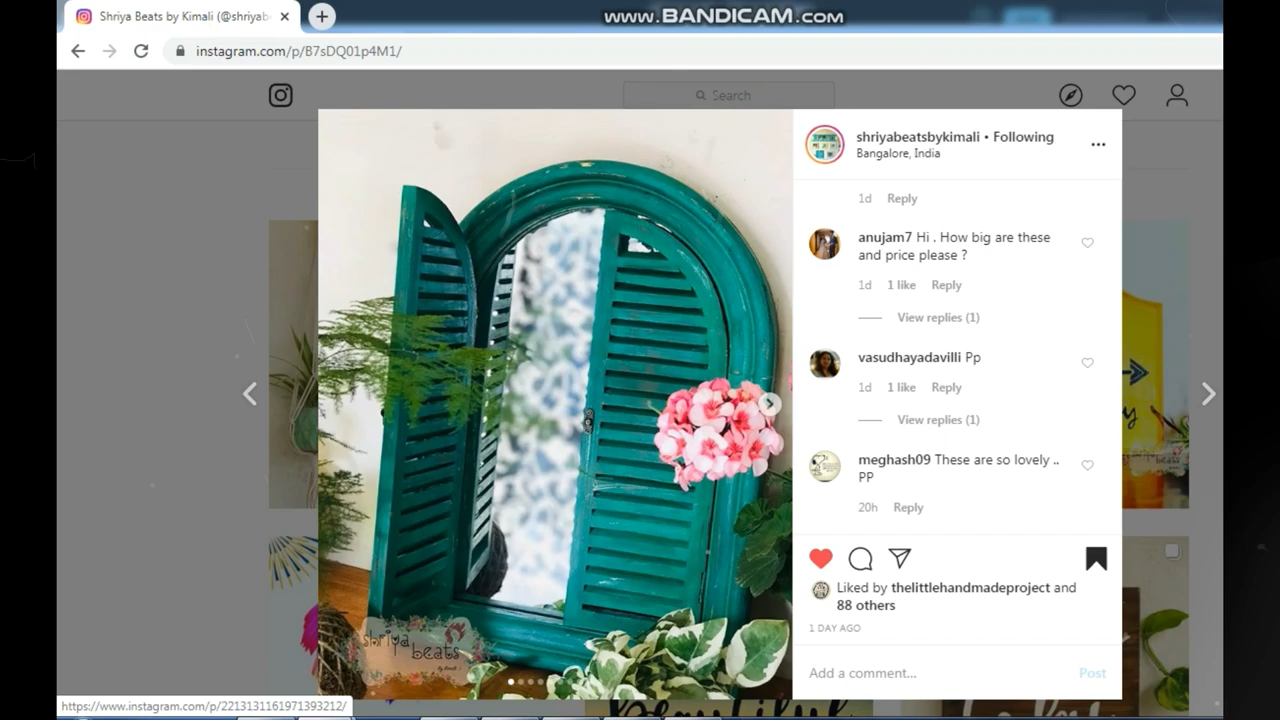 Shriya Beats by Kimali (@shriyab
www.BANDICAM.com
instagram.com/p/B7sDQ01p4M1/
Search
shriyabeatsbykimali • Following
Bangalore, India
1d Reply
anujam7 Hi . How big are these
and price please ?
1d 1 like Reply
View replies (1)
vasudhayadavilli Pp
1d 1 like Reply
View replies (1)
meghash09 These are so lovely ..
PP
20h Reply
Liked by thelittlehandmadeproject and
88 others
1 DAY AGO
Add a comment... Post
shriya
beats
https://www.instagram.com/p/2213131161971393212/
Beautiful